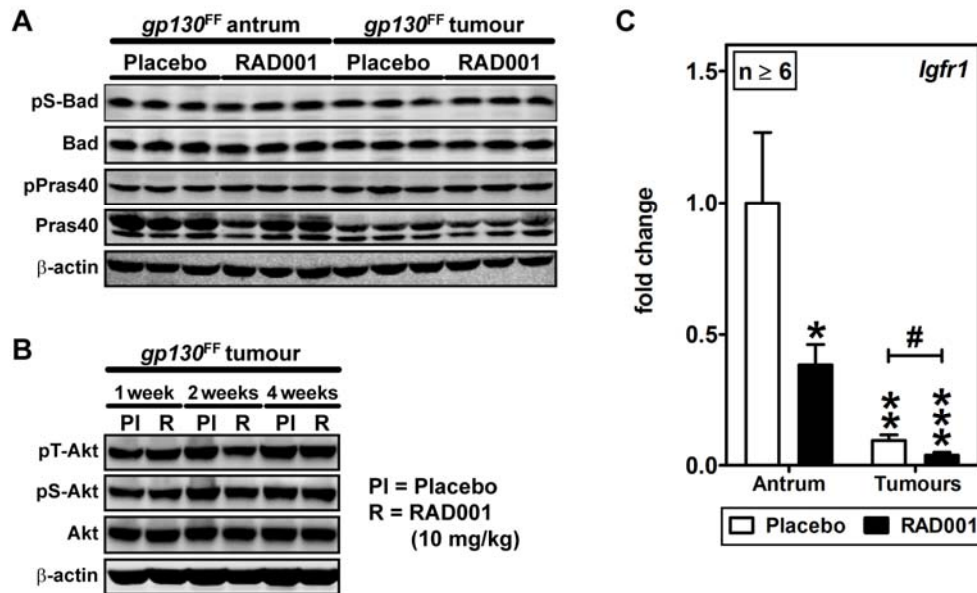 A
gp130FF antrum gp130FF tumour
Placebo RAD001 Placebo RAD001
pS-Bad
Bad
pPras40
Pras40
β-actin
B
gp130FF tumour
1 week 2 weeks 4 weeks
Pl R Pl R Pl R
pT-Akt
pS-Akt
Akt
β-actin
Pl = Placebo
R = RAD001
(10 mg/kg)
C
n ≥ 6 Igfr1
fold change
1.5
1.0
0.5
0.0
*
**
#
***
Antrum Tumours
Placebo RAD001